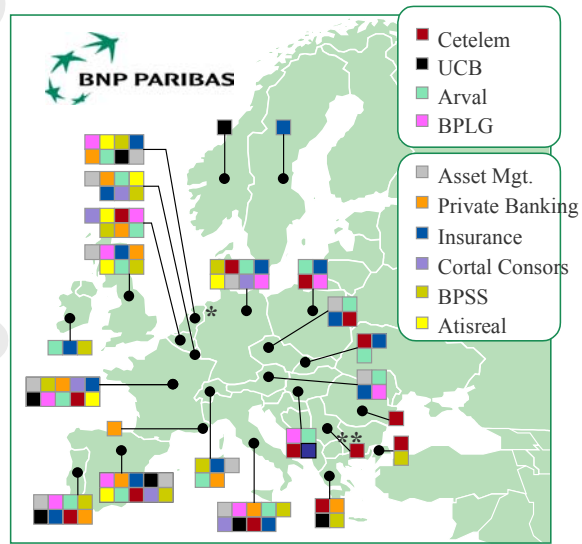 BNP PARIBAS
Cetelem
UCB
Arval
BPLG
Asset Mgt.
Private Banking
Insurance
Cortal Consors
BPSS
Atisreal
*
**